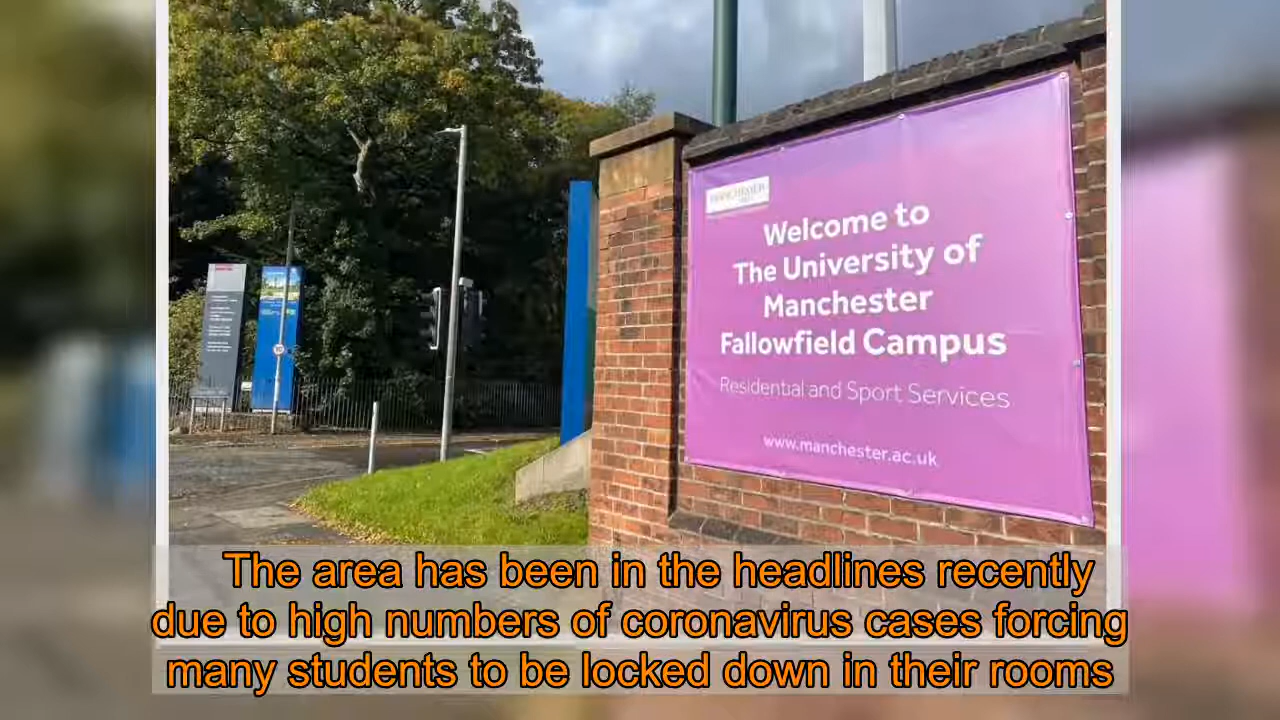 MANCHESTER
Welcome to
The University of
Manchester
Fallowfield Campus
Residential and Sport Services
www.manchester.ac.uk
The area has been in the headlines recently
due to high numbers of coronavirus cases forcing
many students to be locked down in their rooms